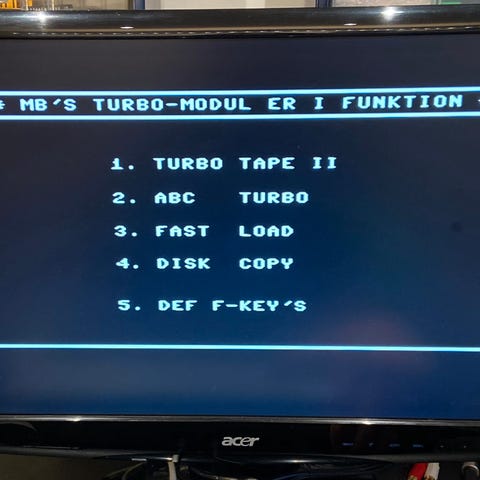 * MB'S TURBO-MODUL ER I FUNKTION *
1. TURBO TAPE II
2. ABC TURBO
3. FAST LOAD
4. DISK COPY
5. DEF F-KEY'S
acer